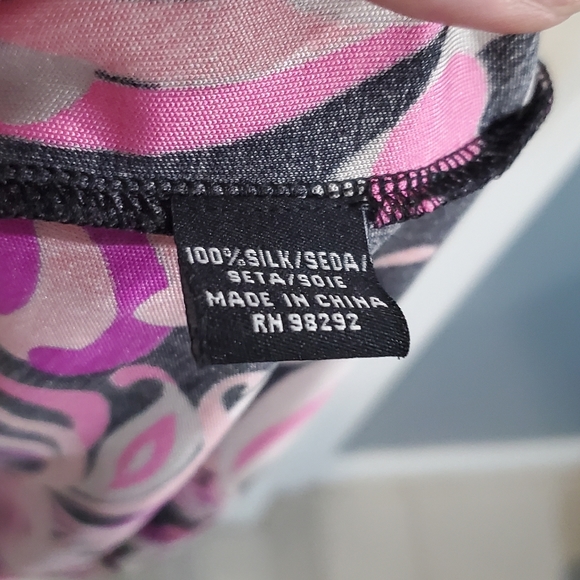 100% SILK/SEDA/
SETA/SOIE
MADE IN CHINA
RN 98292